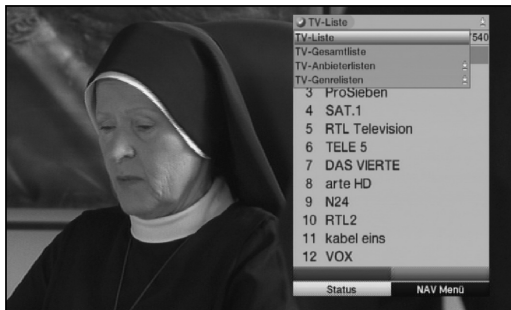 TV-Liste
TV-Liste 540
TV-Gesamtliste
TV-Anbieterlisten
TV-Genrelisten
3 ProSieben
4 SAT.1
5 RTL Television
6 TELE 5
7 DAS VIERTE
8 arte HD
9 N24
10 RTL2
11 kabel eins
12 VOX
Status NAV Menü